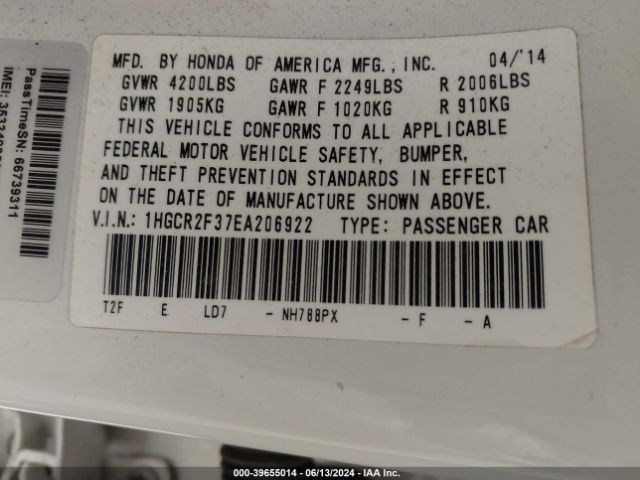 MFD. BY HONDA OF AMERICA MFG., INC. 04/'14
GVWR 4200LBS GAWR F 2249LBS R 2006LBS
GVWR 1905KG GAWR F 1020KG R 910KG
THIS VEHICLE CONFORMS TO ALL APPLICABLE
FEDERAL MOTOR VEHICLE SAFETY, BUMPER,
AND THEFT PREVENTION STANDARDS IN EFFECT
ON THE DATE OF MANUFACTURE SHOWN ABOVE.
V.I.N.: 1HGCR2F37EA206922 TYPE: PASSENGER CAR
T2F E LD7 - NH788PX - F - A
PassTimeSN: 66739311
IMEI:
000-39655014 - 06/13/2024 - IAA Inc.